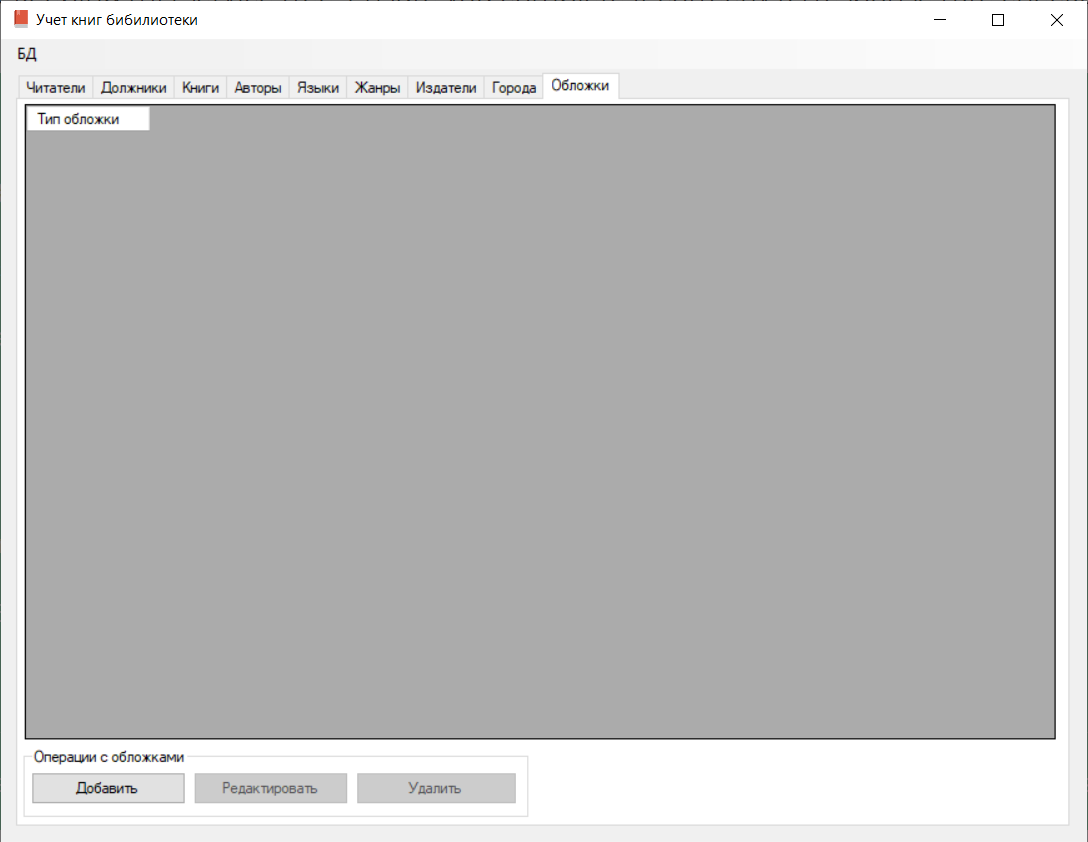 Учет книг бибилиотеки
БД
Читатели Должники Книги Авторы Языки Жанры Издатели Города Обложки
Тип обложки
Операции с обложками
Добавить Редактировать Удалить